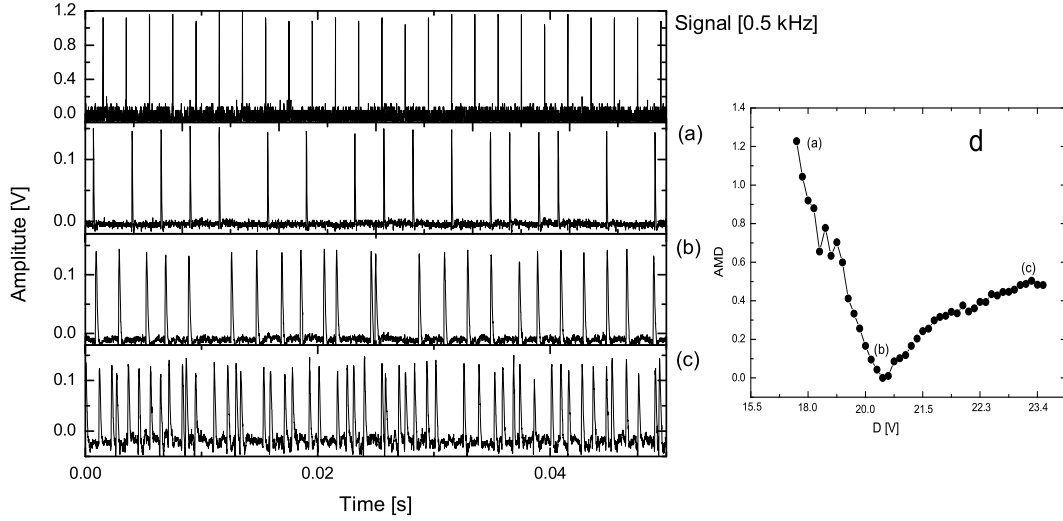 Signal [0.5 kHz]
1.2
0.8
0.4
0.0
(a)
0.1
0.0
(b)
0.1
0.0
(c)
0.1
0.0
0.00 0.02 0.04
Time [s]
Amplitute [V]
d
1.4
1.2
1.0
0.8
0.6
0.4
0.2
0.0
(a)
(b)
(c)
AMD
15.5 18.0 20.0 21.5 22.3 23.4
D [V]